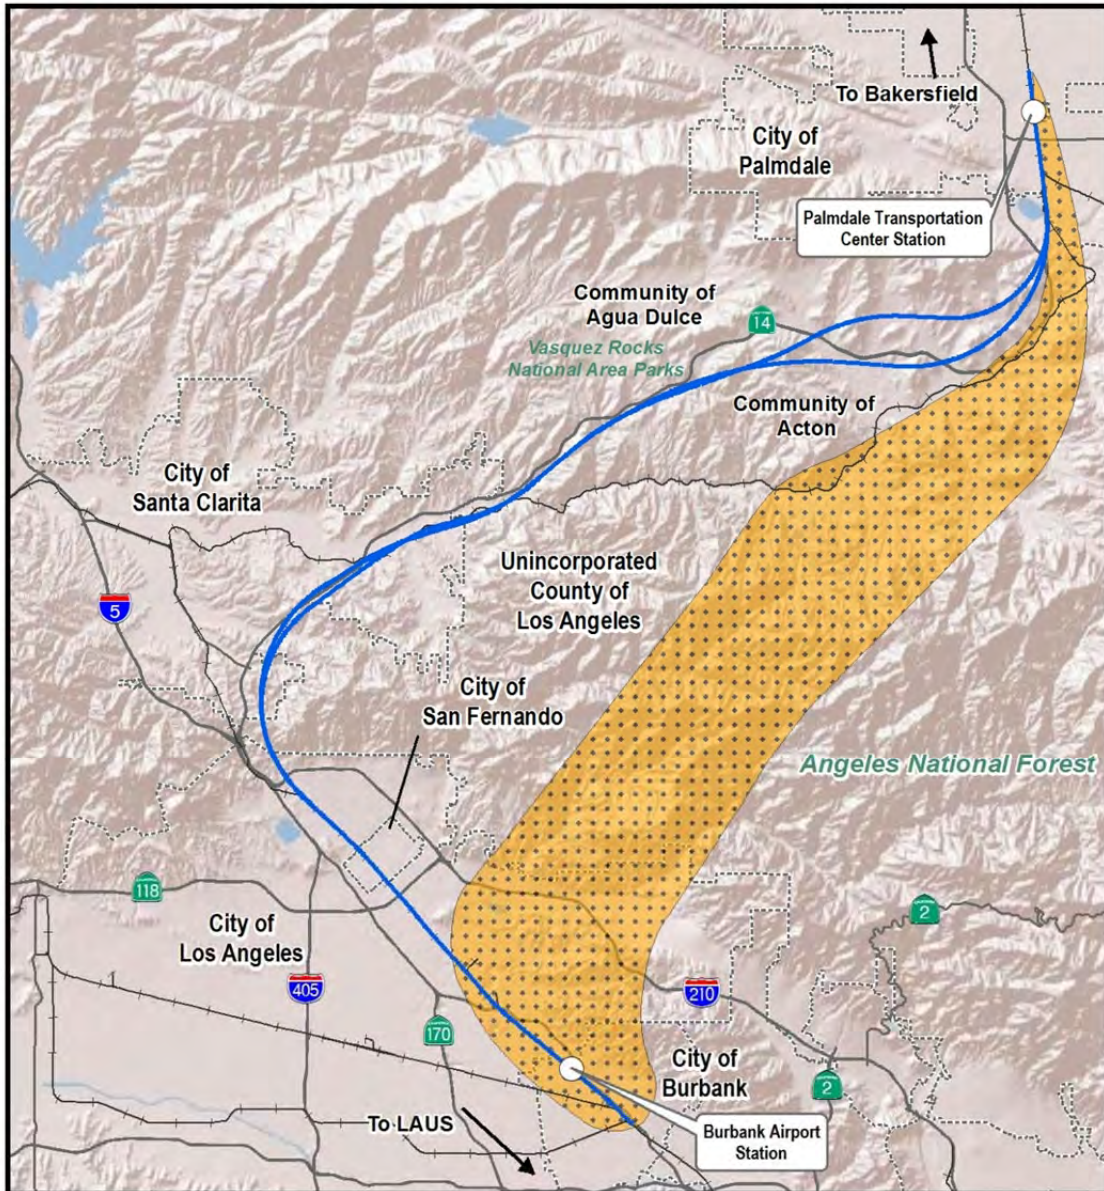 To Bakersfield
City of
Palmdale
Palmdale Transportation
Center Station
Community of
Agua Dulce
14
Vasquez Rocks
National Area Parks
Community of
Acton
City of
Santa Clarita
Unincorporated
County of
Los Angeles
5
City of
San Fernando
Angeles National Forest
118
2
City of
Los Angeles
405
210
170
City of
Burbank
2
To LAUS
Burbank Airport
Station